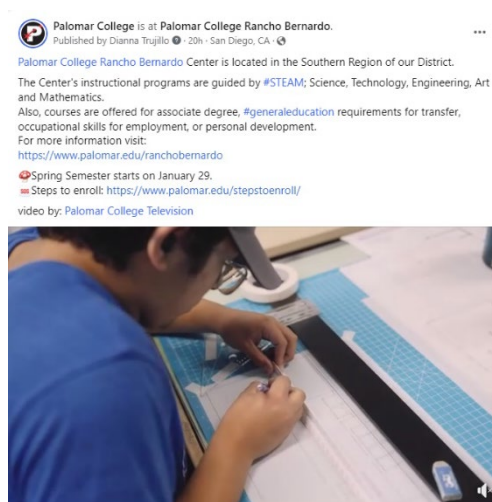 Palomar College is at Palomar College Rancho Bernardo.
Published by Dianna Trujillo · 20h · San Diego, CA ·
Palomar College Rancho Bernardo Center is located in the Southern Region of our District.
The Center's instructional programs are guided by #STEAM; Science, Technology, Engineering, Art
and Mathematics.
Also, courses are offered for associate degree, #generaleducation requirements for transfer,
occupational skills for employment, or personal development.
For more information visit:
https://www.palomar.edu/ranchobernardo
Spring Semester starts on January 29.
Steps to enroll: https://www.palomar.edu/stepstoenroll/
video by: Palomar College Television